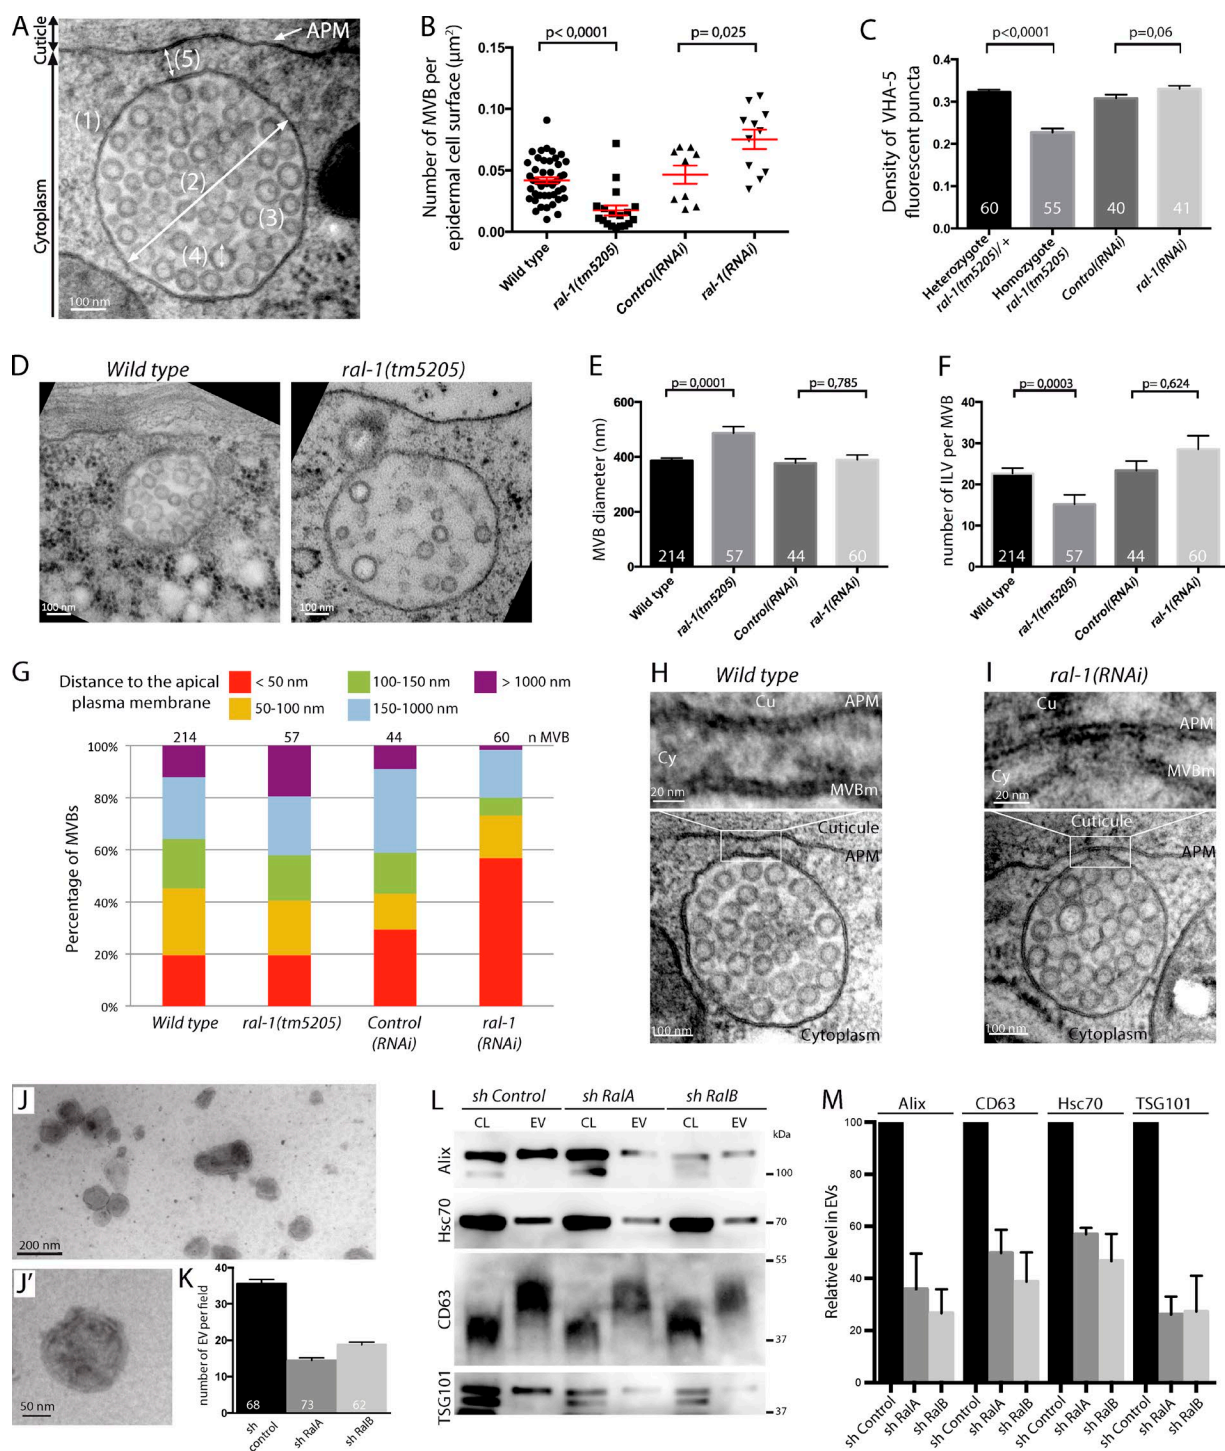 A
Cuticle
Cytoplasm
APM
(1)
(2)
(3)
(4)
(5)
100 nm
B
p< 0,0001
p= 0,025
Number of MVB per
epidermal cell surface (μm²)
0.15
0.10
0.05
0.00
Wild type
ral-1(tm5205)
Control(RNAi)
ral-1(RNAi)
C
p<0,0001
p=0,06
Density of VHA-5
fluorescent puncta
0.4
0.3
0.2
0.1
0.0
60
55
40
41
Heterozygote
ral-1(tm5205)/+
Homozygote
ral-1(tm5205)
Control(RNAi)
ral-1(RNAi)
D
Wild type
ral-1(tm5205)
100 nm
100 nm
E
p= 0,0001
p= 0,785
MVB diameter (nm)
600
400
200
0
214
57
44
60
Wild type
ral-1(tm5205)
Control(RNAi)
ral-1(RNAi)
F
p= 0,0003
p= 0,624
number of ILV per MVB
40
30
20
10
0
214
57
44
60
Wild type
ral-1(tm5205)
Control(RNAi)
ral-1(RNAi)
G
Distance to the apical
plasma membrane
< 50 nm
50-100 nm
100-150 nm
150-1000 nm
> 1000 nm
214
57
44
60
n MVB
Percentage of MVBs
100%
80%
60%
40%
20%
0%
Wild type
ral-1(tm5205)
Control
(RNAi)
ral-1
(RNAi)
H
Wild type
Cu
APM
Cy
MVBm
20 nm
Cuticule
APM
100 nm
Cytoplasm
I
ral-1(RNAi)
Cu
APM
Cy
MVBm
20 nm
Cuticule
APM
100 nm
Cytoplasm
J
200 nm
J'
50 nm
K
number of EV per field
40
30
20
10
0
68
73
62
sh
control
sh RalA
sh RalB
L
sh Control
sh RalA
sh RalB
CL
EV
CL
EV
CL
EV
kDa
Alix
100
Hsc70
70
CD63
55
37
TSG101
37
M
Alix
CD63
Hsc70
TSG101
Relative level in EVs
100
80
60
40
20
0
sh Control
sh RalA
sh RalB
sh Control
sh RalA
sh RalB
sh Control
sh RalA
sh RalB
sh Control
sh RalA
sh RalB